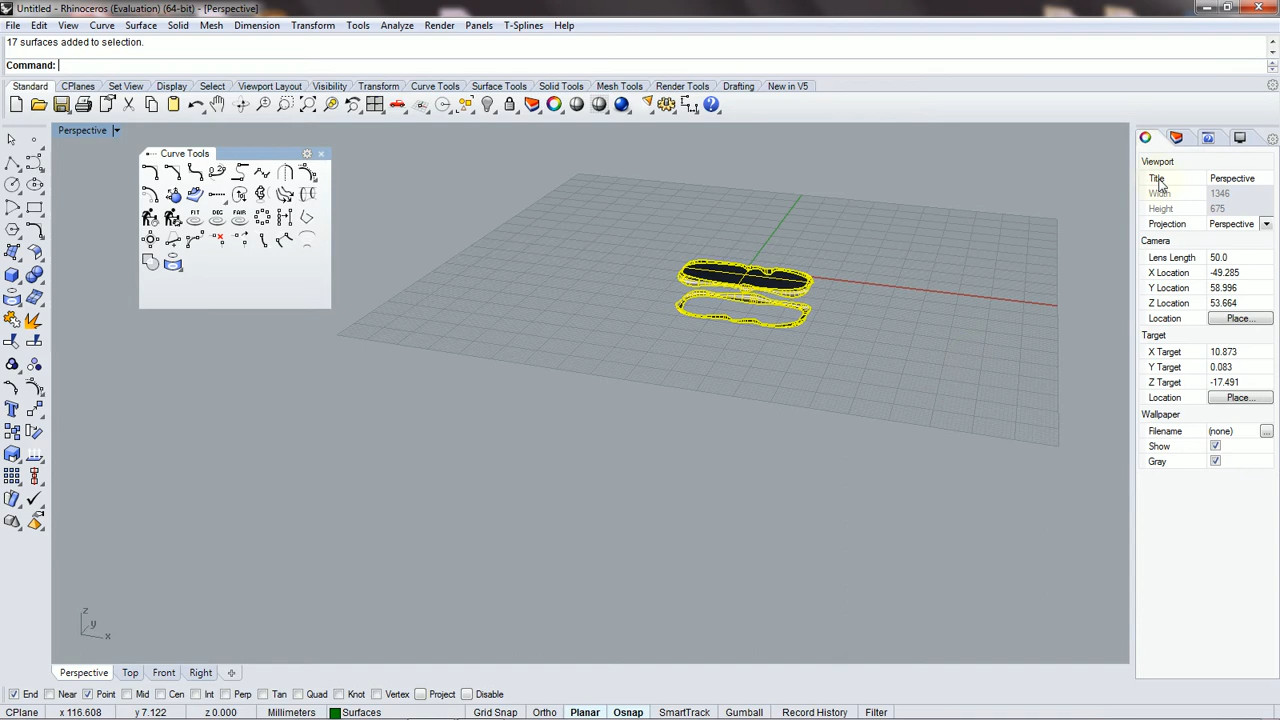 Untitled - Rhinoceros (Evaluation) (64-bit) - [Perspective]
File Edit View Curve Surface Solid Mesh Dimension Transform Tools Analyze Render Panels T-Splines Help
17 surfaces added to selection.
Command:
Standard CPlanes Set View Display Select Viewport Layout Visibility Transform Curve Tools Surface Tools Solid Tools Mesh Tools Render Tools Drafting New in V5
Perspective
Curve Tools
FIT DEG FAIR
Viewport
Title Perspective
Width 1346
Height 675
Projection Perspective
Camera
Lens Length 50.0
X Location -49.285
Y Location 58.996
Z Location 53.664
Location Place...
Target
X Target 10.873
Y Target 0.083
Z Target -17.491
Location Place...
Wallpaper
Filename (none) ...
Show
Gray
z
y
x
Perspective Top Front Right
End Near Point Mid Cen Int Perp Tan Quad Knot Vertex Project Disable
CPlane x 116.608 y 7.122 z 0.000 Millimeters Surfaces Grid Snap Ortho Planar Osnap SmartTrack Gumball Record History Filter